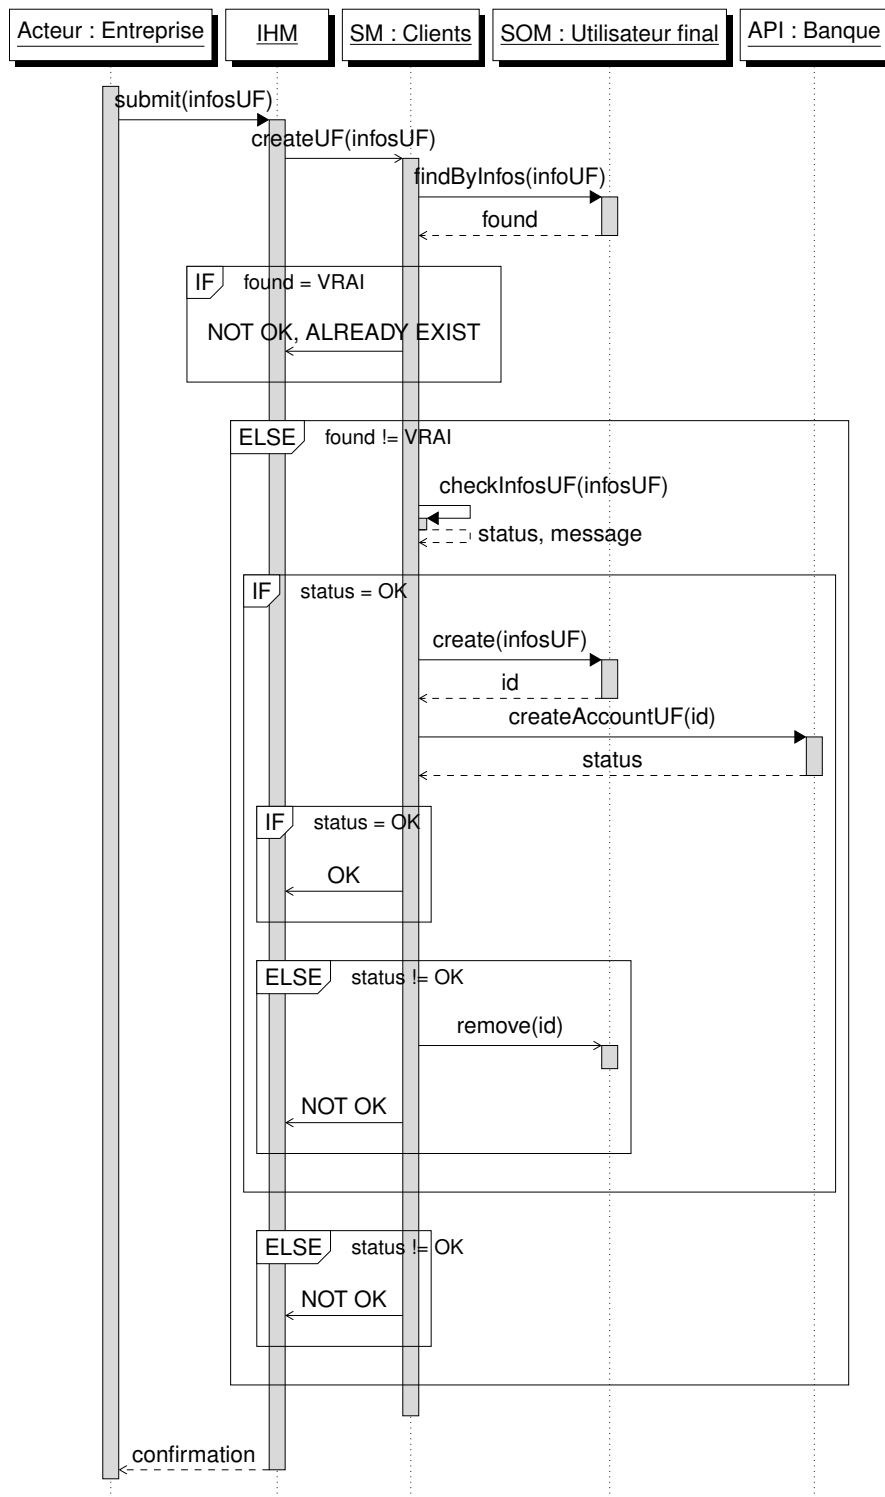 Acteur : Entreprise
IHM
SM : Clients
SOM : Utilisateur final
API : Banque
submit(infosUF)
createUF(infosUF)
findByInfos(infoUF)
found
IF found = VRAI
NOT OK, ALREADY EXIST
ELSE found != VRAI
checkInfosUF(infosUF)
status, message
IF status = OK
create(infosUF)
id
createAccountUF(id)
status
IF status = OK
OK
ELSE status != OK
remove(id)
NOT OK
ELSE status != OK
NOT OK
confirmation